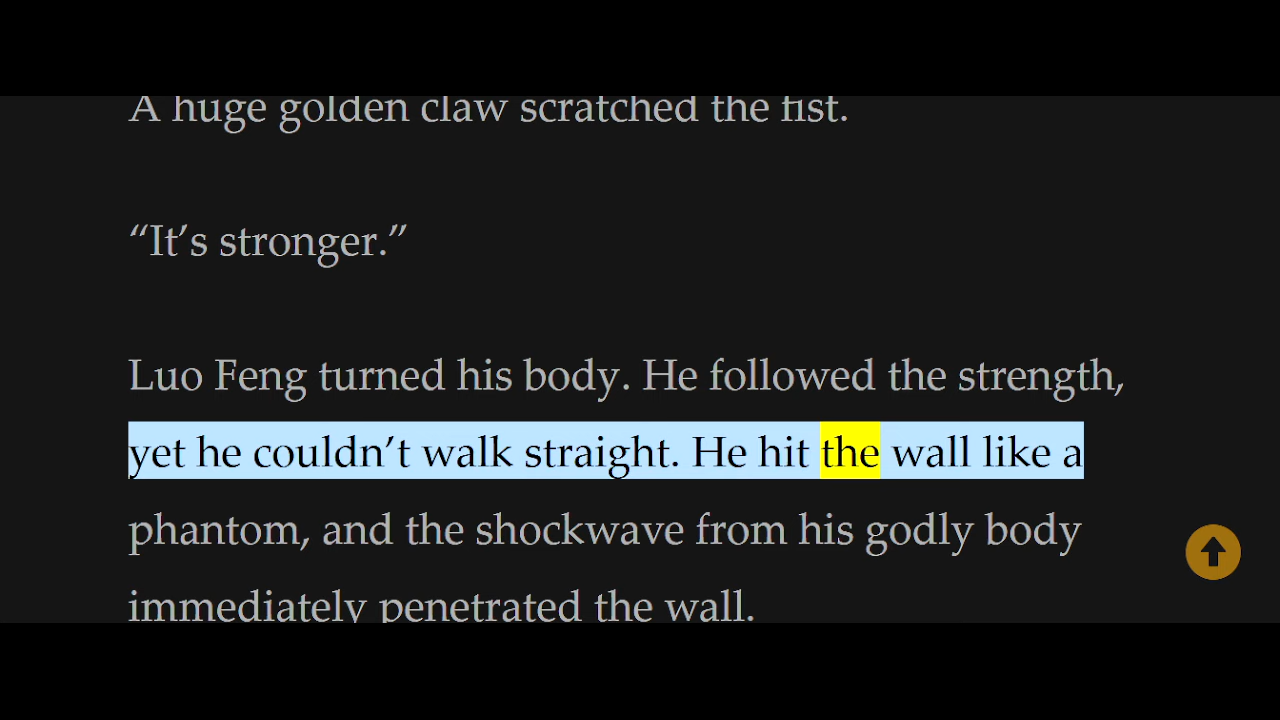 A huge golden claw scratched the fist.
“It’s stronger.”
Luo Feng turned his body. He followed the strength,
yet he couldn’t walk straight. He hit the wall like a
phantom, and the shockwave from his godly body
immediately penetrated the wall.